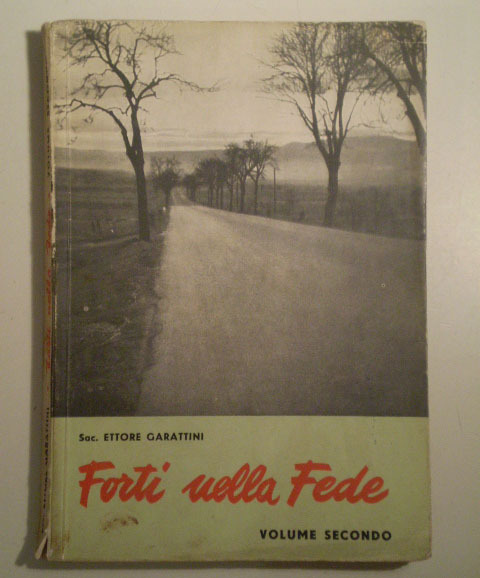 Sac. ETTORE GARATTINI
Forti nella Fede
VOLUME SECONDO